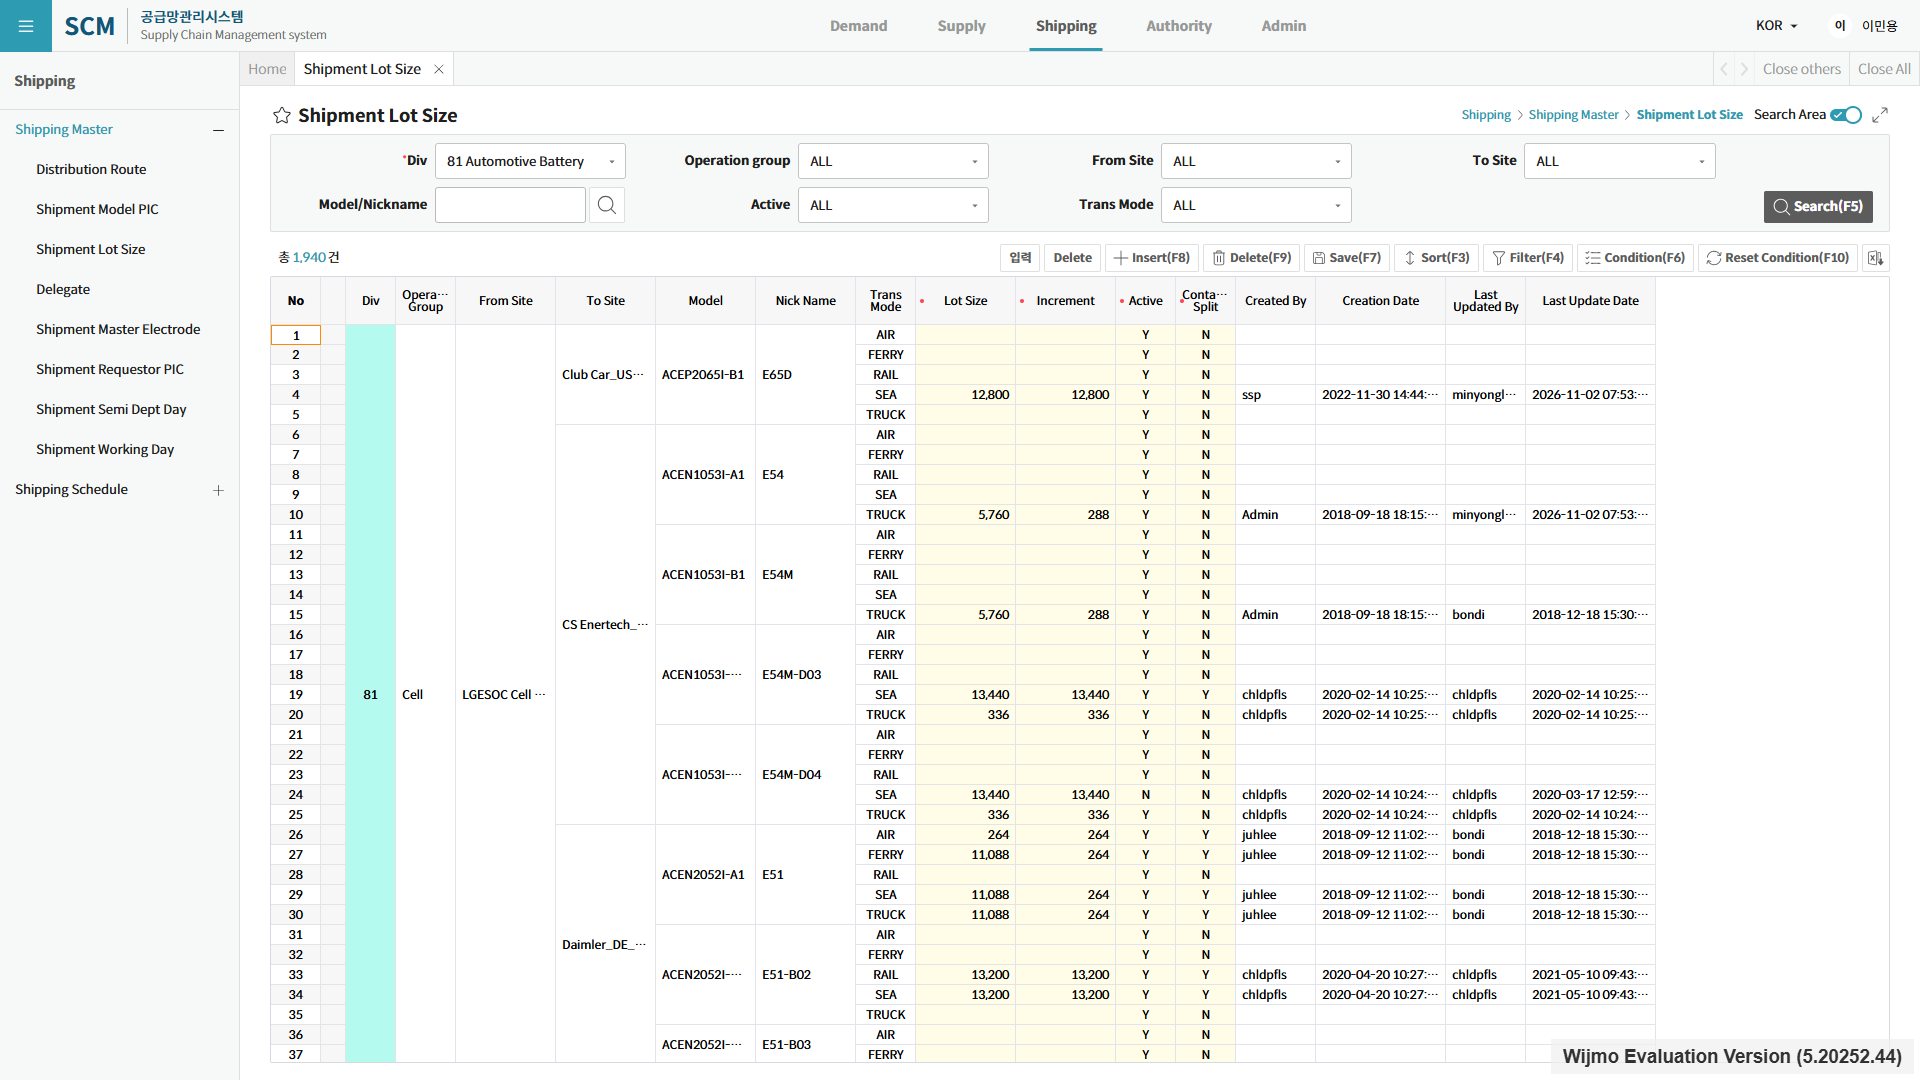 SCM 공급망관리시스템 Supply Chain Management system
Demand Supply Shipping Authority Admin
KOR 이 이민용
Shipping
Home Shipment Lot Size
Close others Close All
Shipping Master
Distribution Route
Shipment Model PIC
Shipment Lot Size
Delegate
Shipment Master Electrode
Shipment Requestor PIC
Shipment Semi Dept Day
Shipment Working Day
Shipping Schedule
Shipment Lot Size
Shipping > Shipping Master > Shipment Lot Size Search Area
*Div 81 Automotive Battery Operation group ALL From Site ALL To Site ALL
Model/Nickname Active ALL Trans Mode ALL Search(F5)
총 1,940 건
입력 Delete Insert(F8) Delete(F9) Save(F7) Sort(F3) Filter(F4) Condition(F6) Reset Condition(F10)
No Div Opera··· Group From Site To Site Model Nick Name Trans Mode Lot Size Increment Active Conta··· Split Created By Creation Date Last Updated By Last Update Date
1 AIR Y N
2 FERRY Y N
3 Club Car_US··· ACEP2065I-B1 E65D RAIL Y N
4 SEA 12,800 12,800 Y N ssp 2022-11-30 14:44:··· minyongl··· 2026-11-02 07:53:···
5 TRUCK Y N
6 AIR Y N
7 FERRY Y N
8 ACEN1053I-A1 E54 RAIL Y N
9 SEA Y N
10 TRUCK 5,760 288 Y N Admin 2018-09-18 18:15:··· minyongl··· 2026-11-02 07:53:···
11 AIR Y N
12 FERRY Y N
13 ACEN1053I-B1 E54M RAIL Y N
14 SEA Y N
15 TRUCK 5,760 288 Y N Admin 2018-09-18 18:15:··· bondi 2018-12-18 15:30:···
CS Enertech_···
16 AIR Y N
17 FERRY Y N
18 ACEN1053I-··· E54M-D03 RAIL Y N
19 81 Cell LGESOC Cell ··· SEA 13,440 13,440 Y Y chldpfls 2020-02-14 10:25:··· chldpfls 2020-02-14 10:25:···
20 TRUCK 336 336 Y N chldpfls 2020-02-14 10:25:··· chldpfls 2020-02-14 10:25:···
21 AIR Y N
22 FERRY Y N
23 ACEN1053I-··· E54M-D04 RAIL Y N
24 SEA 13,440 13,440 N N chldpfls 2020-02-14 10:24:··· chldpfls 2020-03-17 12:59:···
25 TRUCK 336 336 Y N chldpfls 2020-02-14 10:24:··· chldpfls 2020-02-14 10:24:···
26 AIR 264 264 Y Y juhlee 2018-09-12 11:02:··· bondi 2018-12-18 15:30:···
27 FERRY 11,088 264 Y Y juhlee 2018-09-12 11:02:··· bondi 2018-12-18 15:30:···
28 ACEN2052I-A1 E51 RAIL Y N
29 SEA 11,088 264 Y Y juhlee 2018-09-12 11:02:··· bondi 2018-12-18 15:30:···
30 TRUCK 11,088 264 Y Y juhlee 2018-09-12 11:02:··· bondi 2018-12-18 15:30:···
31 AIR Y N
Daimler_DE_···
32 FERRY Y N
33 ACEN2052I-··· E51-B02 RAIL 13,200 13,200 Y Y chldpfls 2020-04-20 10:27:··· chldpfls 2021-05-10 09:43:···
34 SEA 13,200 13,200 Y Y chldpfls 2020-04-20 10:27:··· chldpfls 2021-05-10 09:43:···
35 TRUCK Y N
36 AIR Y N
ACEN2052I-··· E51-B03
37 FERRY Y N
Wijmo Evaluation Version (5.20252.44)